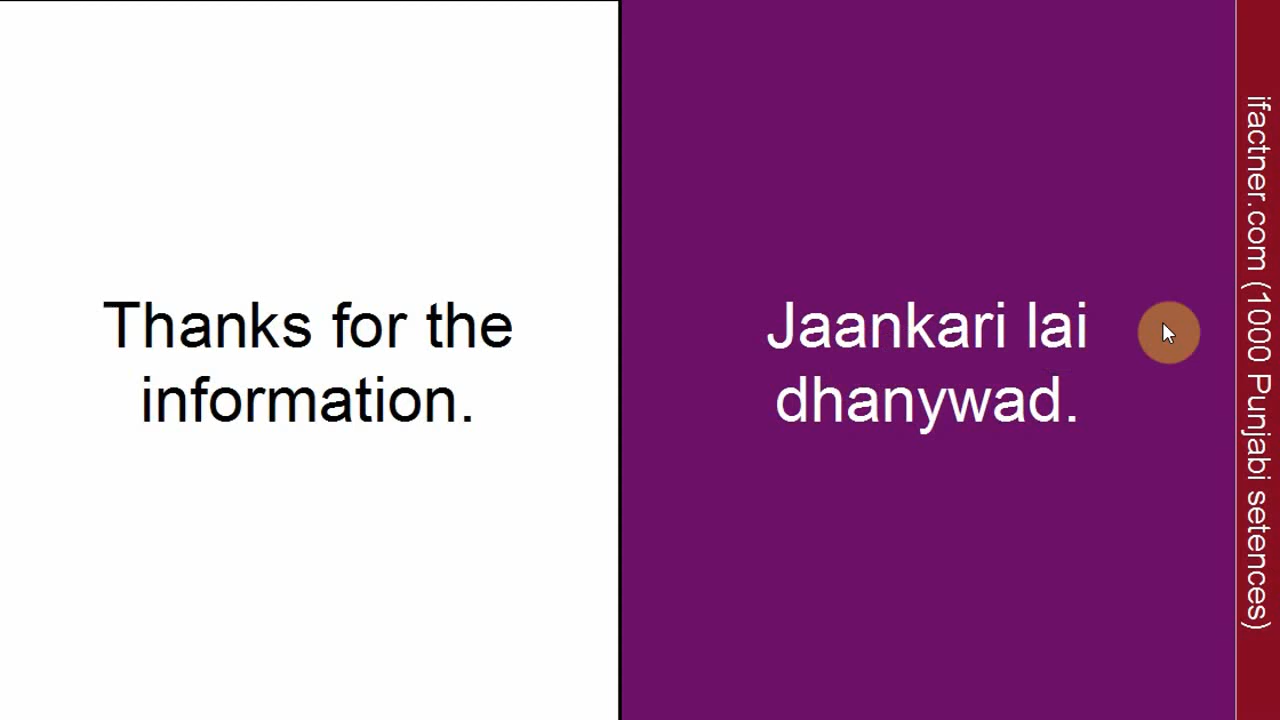 Thanks for the
information.
Jaankari lai
dhanywad.
ifactner.com (1000 Punjabi setences)